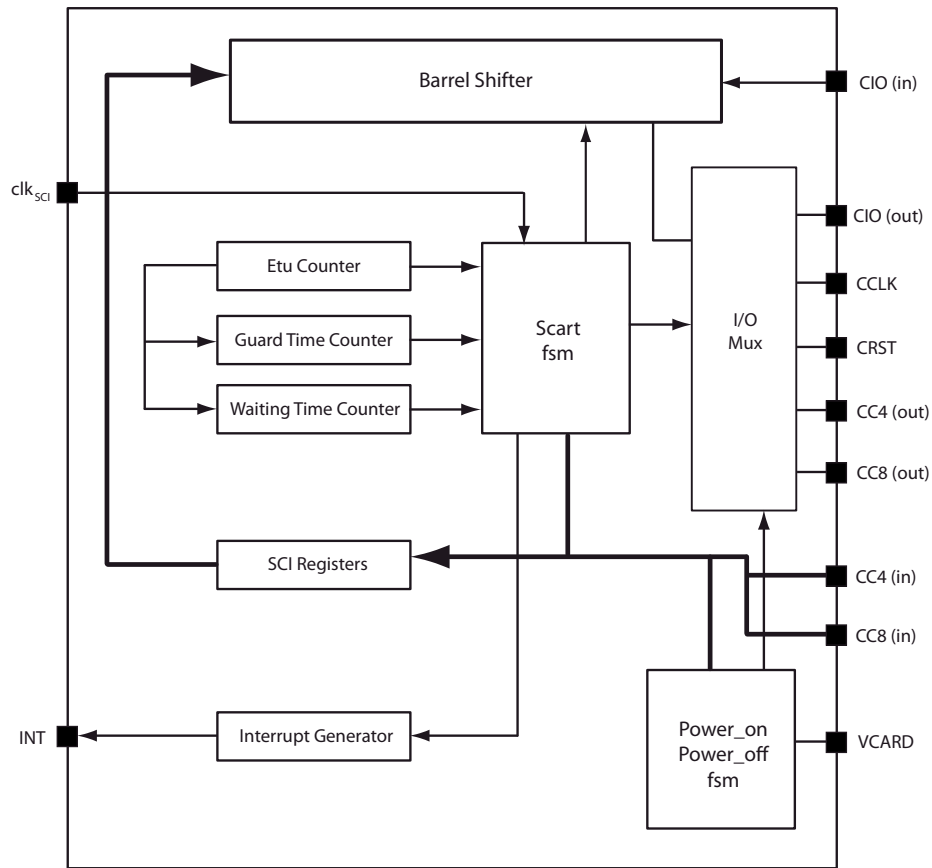 Barrel Shifter
CIO (in)
clkSCI
CIO (out)
Etu Counter
CCLK
Scart
fsm
I/O
Mux
Guard Time Counter
CRST
Waiting Time Counter
CC4 (out)
CC8 (out)
SCI Registers
CC4 (in)
CC8 (in)
INT
Interrupt Generator
Power_on
Power_off
fsm
VCARD